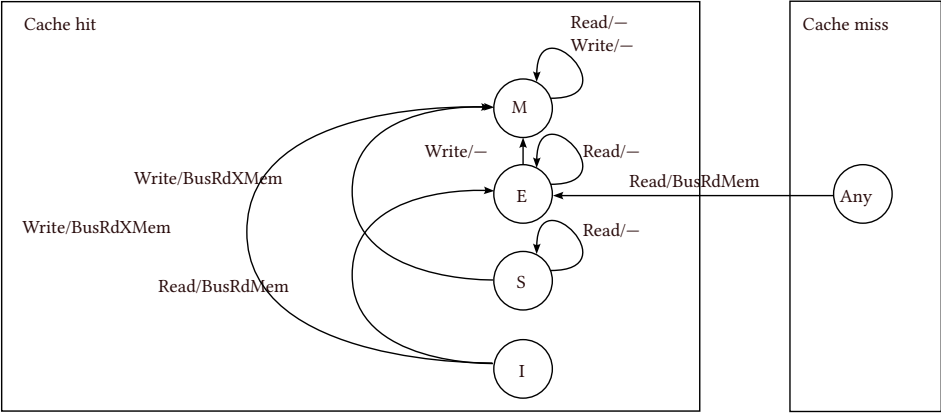 Cache hit
Cache miss
Read/—
Write/—
M
Write/—
Read/—
Write/BusRdXMem
Read/BusRdMem
E
Any
Write/BusRdXMem
Read/—
Read/BusRdMem
S
I